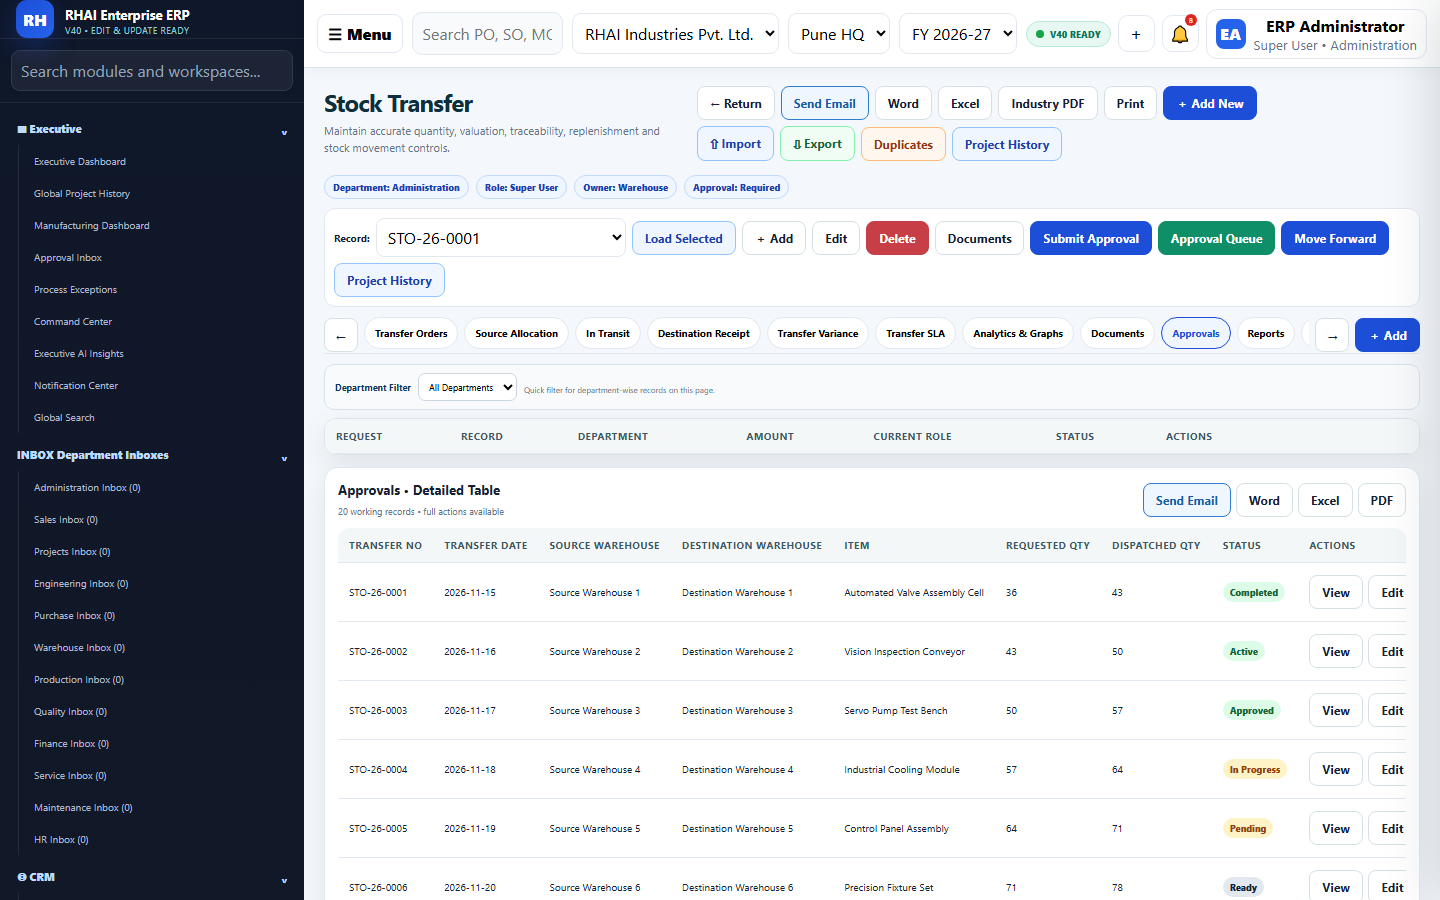 RH
RHAI Enterprise ERP
V40 • EDIT & UPDATE READY
Search modules and workspaces...
Executive
Executive Dashboard
Global Project History
Manufacturing Dashboard
Approval Inbox
Process Exceptions
Command Center
Executive AI Insights
Notification Center
Global Search
INBOX Department Inboxes
Administration Inbox (0)
Sales Inbox (0)
Projects Inbox (0)
Engineering Inbox (0)
Purchase Inbox (0)
Warehouse Inbox (0)
Production Inbox (0)
Quality Inbox (0)
Finance Inbox (0)
Service Inbox (0)
Maintenance Inbox (0)
HR Inbox (0)
CRM
☰ Menu
Search PO, SO, MO
RHAI Industries Pvt. Ltd.
Pune HQ
FY 2026-27
V40 READY
+
8
EA
ERP Administrator
Super User • Administration
Stock Transfer
Maintain accurate quantity, valuation, traceability, replenishment and
stock movement controls.
← Return
Send Email
Word
Excel
Industry PDF
Print
+ Add New
⇧ Import
⇩ Export
Duplicates
Project History
Department: Administration
Role: Super User
Owner: Warehouse
Approval: Required
Record:
STO-26-0001
Load Selected
+ Add
Edit
Delete
Documents
Submit Approval
Approval Queue
Move Forward
Project History
←
Transfer Orders
Source Allocation
In Transit
Destination Receipt
Transfer Variance
Transfer SLA
Analytics & Graphs
Documents
Approvals
Reports
→
+ Add
Department Filter
All Departments
Quick filter for department-wise records on this page.
REQUEST RECORD DEPARTMENT AMOUNT CURRENT ROLE STATUS ACTIONS
Approvals • Detailed Table
20 working records • full actions available
Send Email
Word
Excel
PDF
TRANSFER NO TRANSFER DATE SOURCE WAREHOUSE DESTINATION WAREHOUSE ITEM REQUESTED QTY DISPATCHED QTY STATUS ACTIONS
STO-26-0001 2026-11-15 Source Warehouse 1 Destination Warehouse 1 Automated Valve Assembly Cell 36 43 Completed View Edit
STO-26-0002 2026-11-16 Source Warehouse 2 Destination Warehouse 2 Vision Inspection Conveyor 43 50 Active View Edit
STO-26-0003 2026-11-17 Source Warehouse 3 Destination Warehouse 3 Servo Pump Test Bench 50 57 Approved View Edit
STO-26-0004 2026-11-18 Source Warehouse 4 Destination Warehouse 4 Industrial Cooling Module 57 64 In Progress View Edit
STO-26-0005 2026-11-19 Source Warehouse 5 Destination Warehouse 5 Control Panel Assembly 64 71 Pending View Edit
STO-26-0006 2026-11-20 Source Warehouse 6 Destination Warehouse 6 Precision Fixture Set 71 78 Ready View Edit